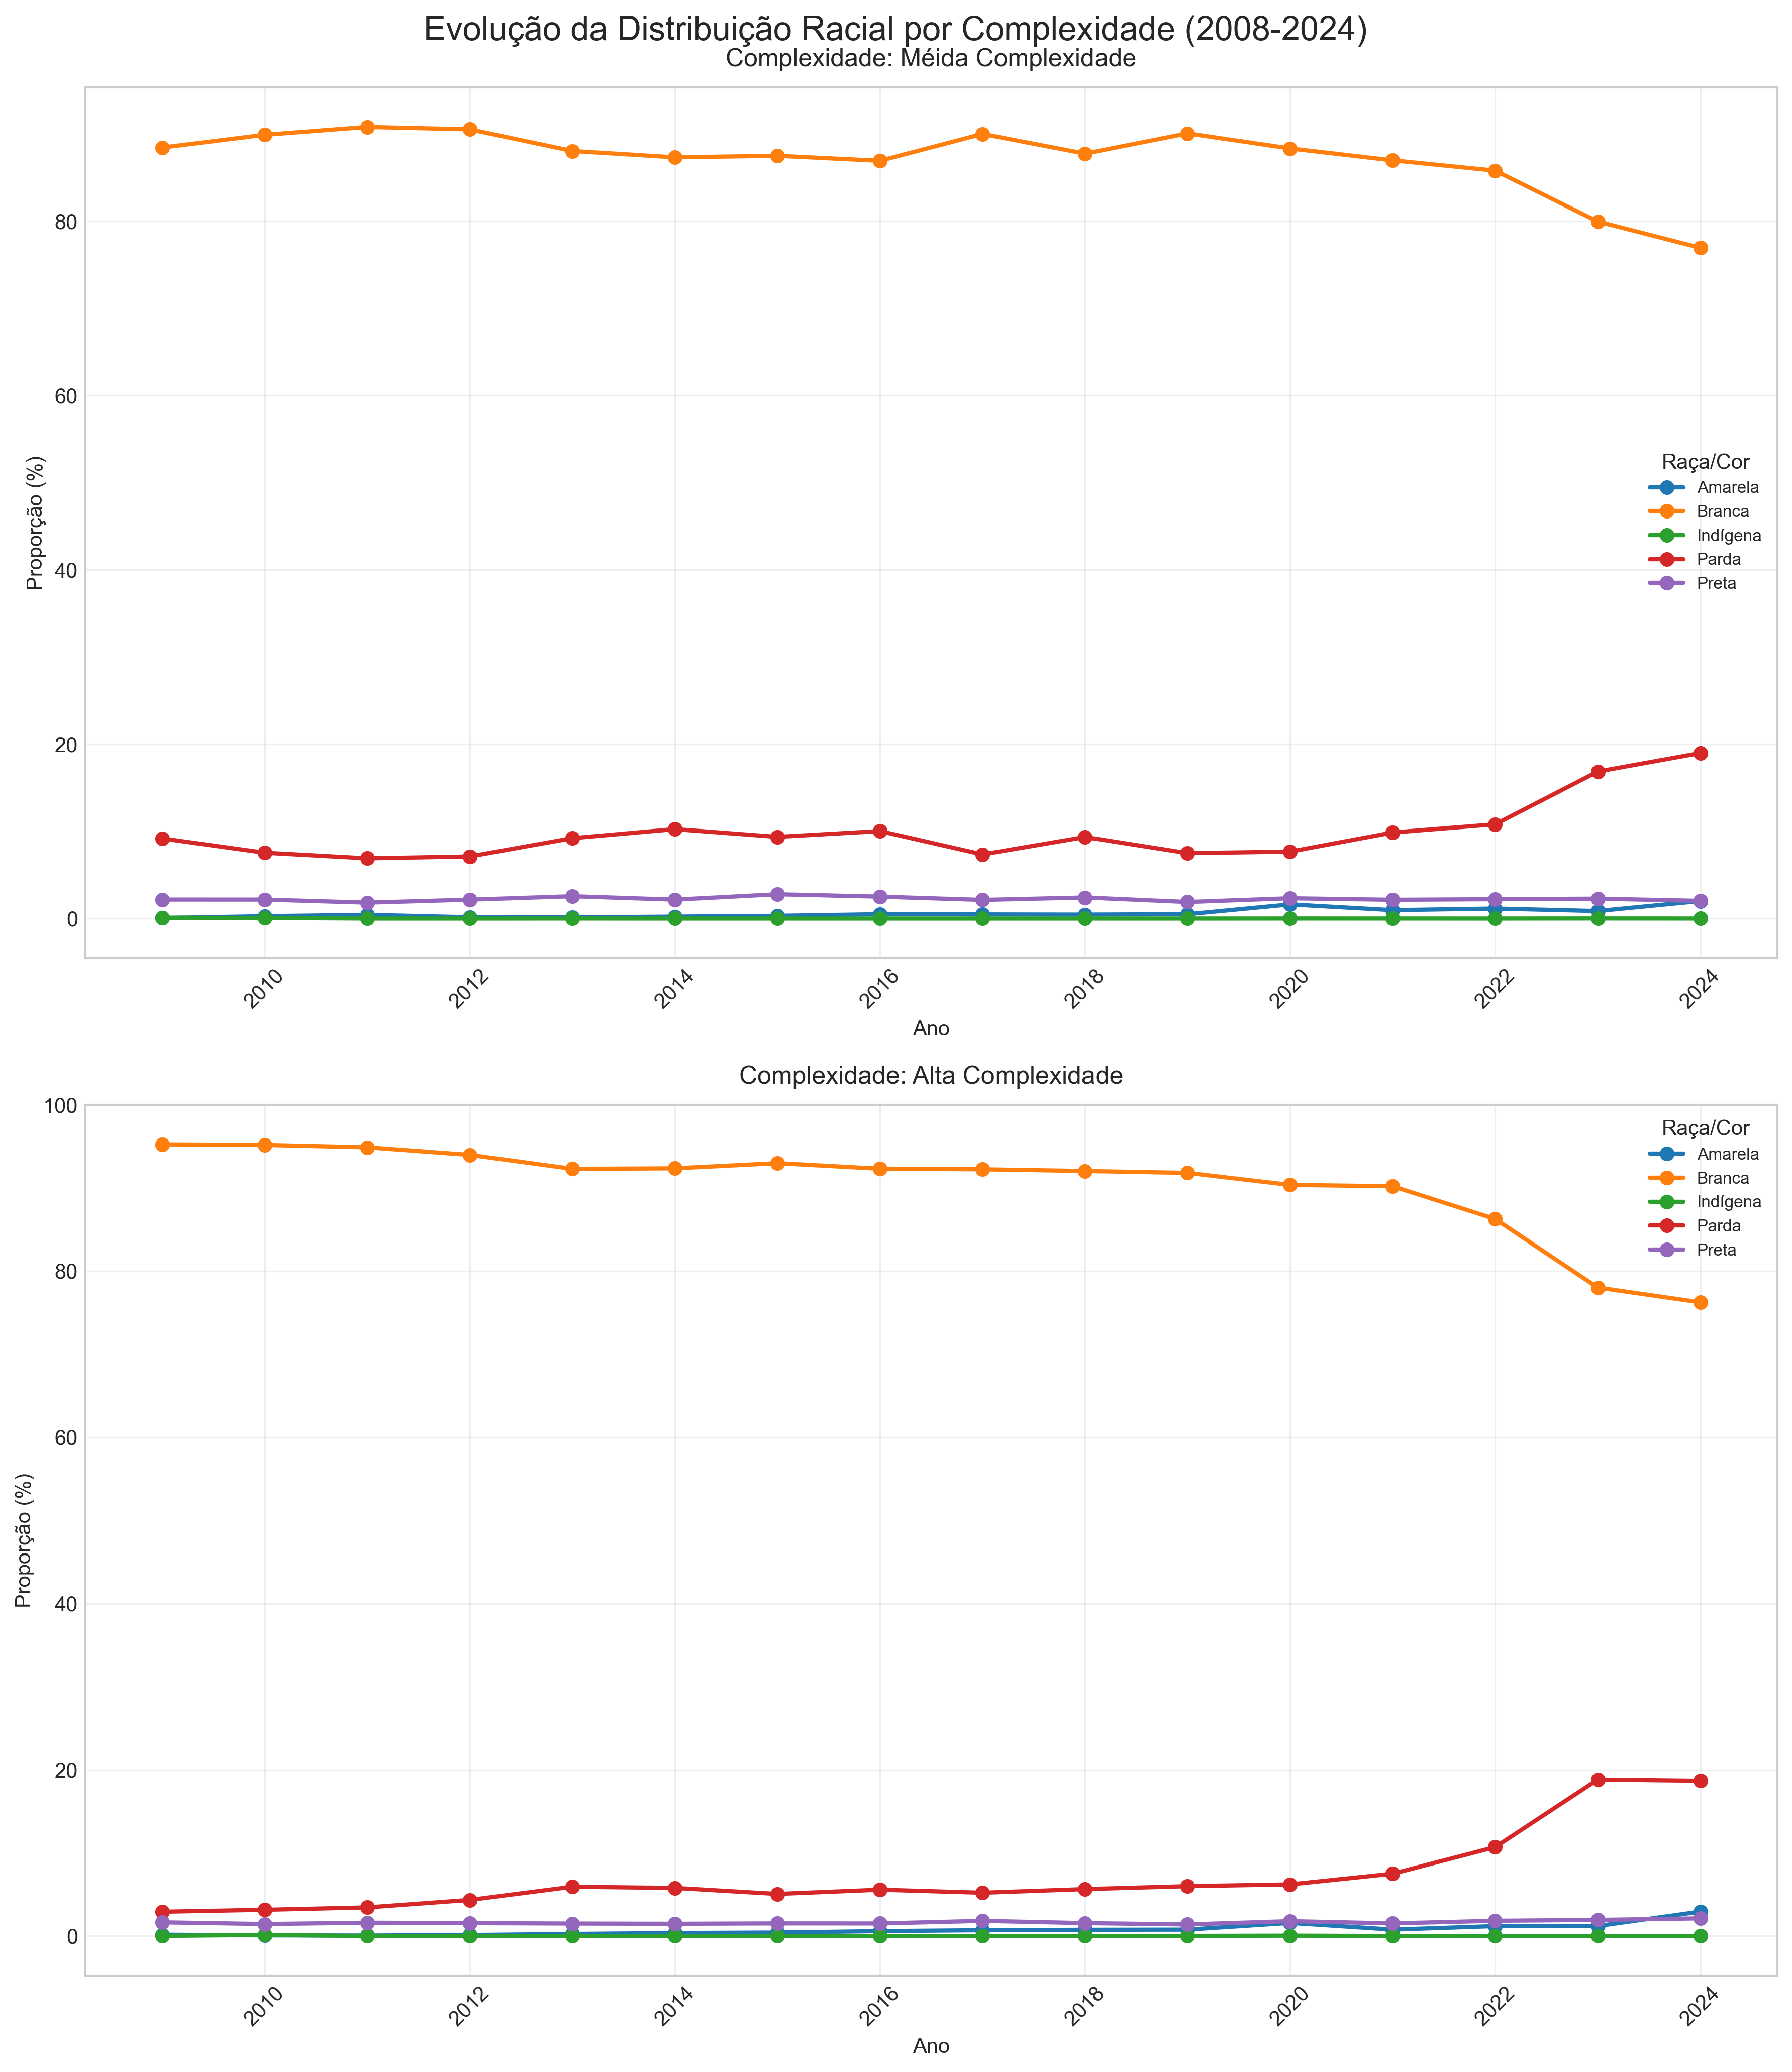 Evolução da Distribuição Racial por Complexidade (2008-2024)
Complexidade: Méida Complexidade
80
60
40
20
0
Proporção (%)
Raça/Cor
Amarela
Branca
Indígena
Parda
Preta
2010 2012 2014 2016 2018 2020 2022 2024
Ano
Complexidade: Alta Complexidade
100
80
60
40
20
0
Proporção (%)
Raça/Cor
Amarela
Branca
Indígena
Parda
Preta
2010 2012 2014 2016 2018 2020 2022 2024
Ano